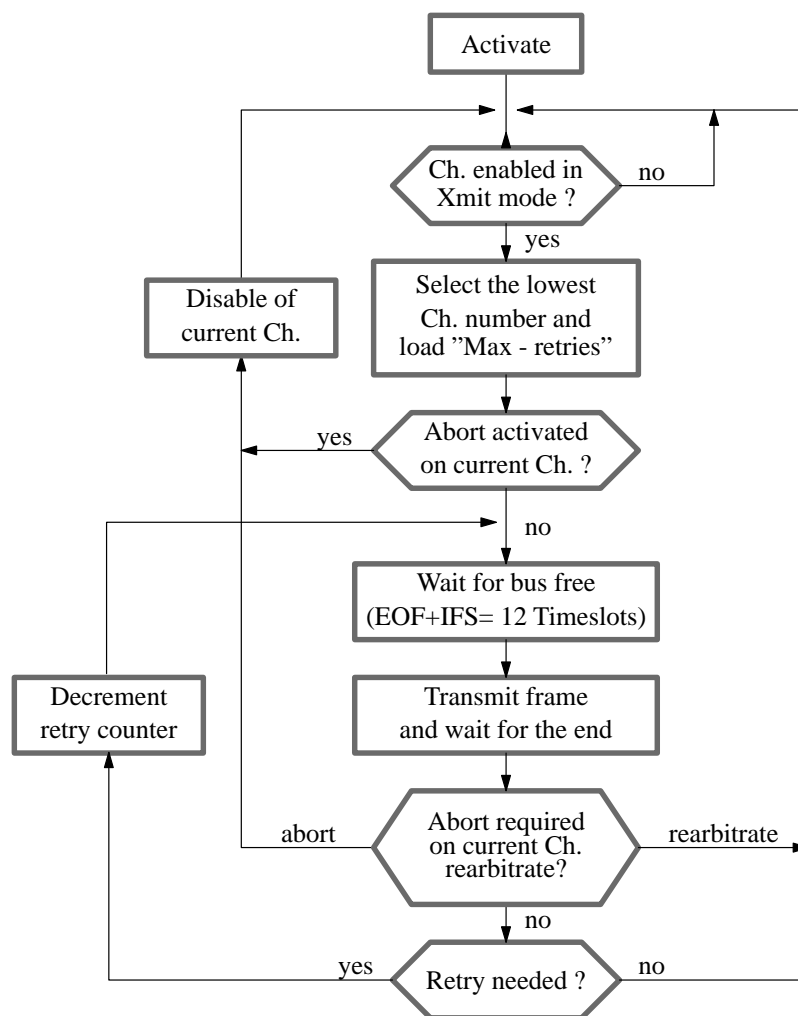 Activate
Ch. enabled in
Xmit mode ?
no
yes
Select the lowest
Ch. number and
load ”Max - retries”
Disable of
current Ch.
yes
Abort activated
on current Ch. ?
no
Wait for bus free
(EOF+IFS= 12 Timeslots)
Decrement
retry counter
Transmit frame
and wait for the end
abort
Abort required
on current Ch.
rearbitrate?
rearbitrate
no
yes
Retry needed ?
no